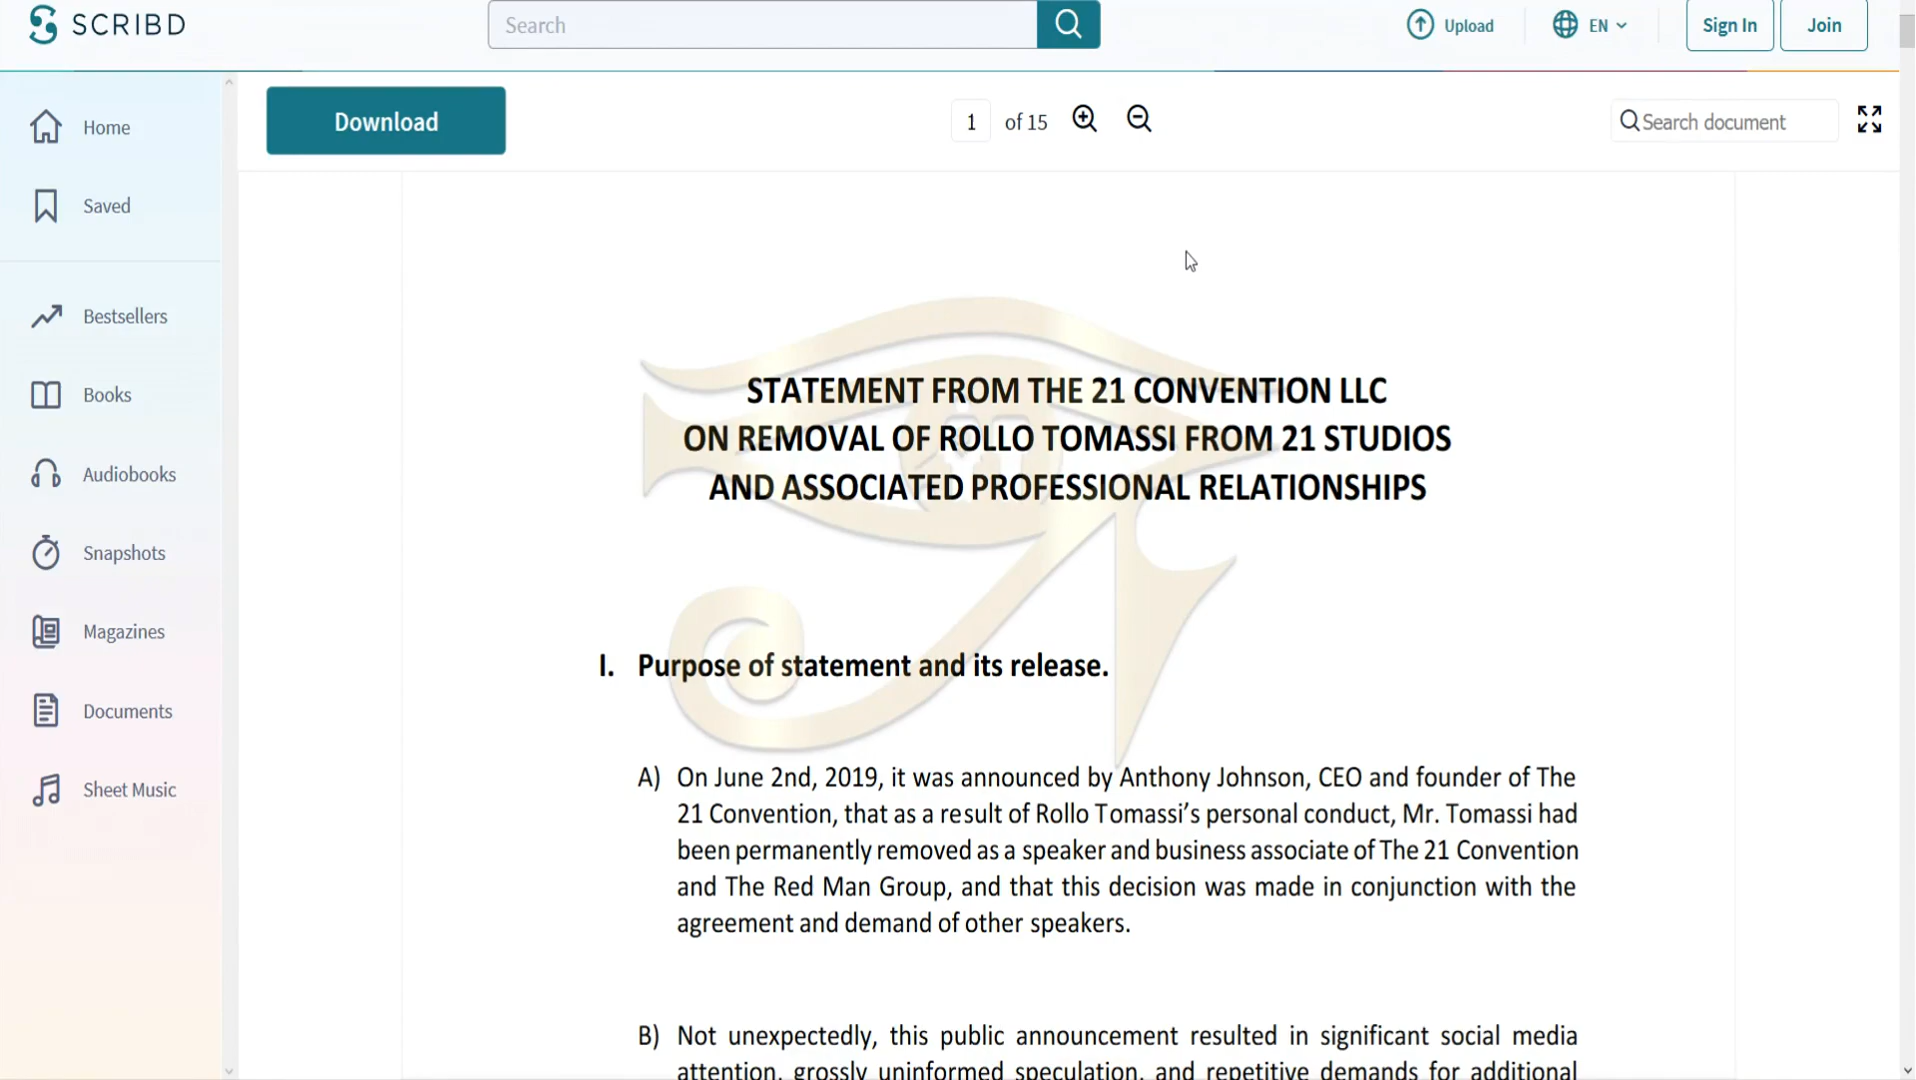 SCRIBD
Search
Upload
EN
Sign In
Join
Download
1 of 15
Search document
Home
Saved
Bestsellers
Books
Audiobooks
Snapshots
Magazines
Documents
Sheet Music
STATEMENT FROM THE 21 CONVENTION LLC
ON REMOVAL OF ROLLO TOMASSI FROM 21 STUDIOS
AND ASSOCIATED PROFESSIONAL RELATIONSHIPS
I. Purpose of statement and its release.
A) On June 2nd, 2019, it was announced by Anthony Johnson, CEO and founder of The
21 Convention, that as a result of Rollo Tomassi’s personal conduct, Mr. Tomassi had
been permanently removed as a speaker and business associate of The 21 Convention
and The Red Man Group, and that this decision was made in conjunction with the
agreement and demand of other speakers.
B) Not unexpectedly, this public announcement resulted in significant social media
attention, grossly uninformed speculation, and repetitive demands for additional